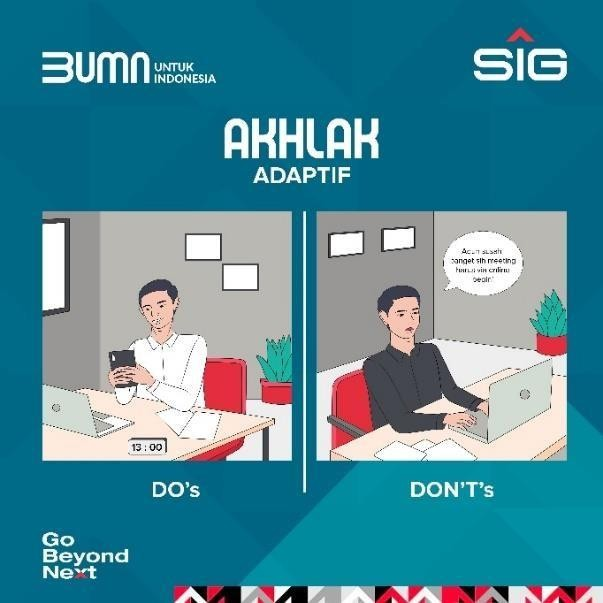 BUMN UNTUK
INDONESIA
SIG
AKHLAK
ADAPTIF
susah
banget sih meeting
harus via online
begini
13 : 00
DO's
DON'T's
Go
Beyond
Next